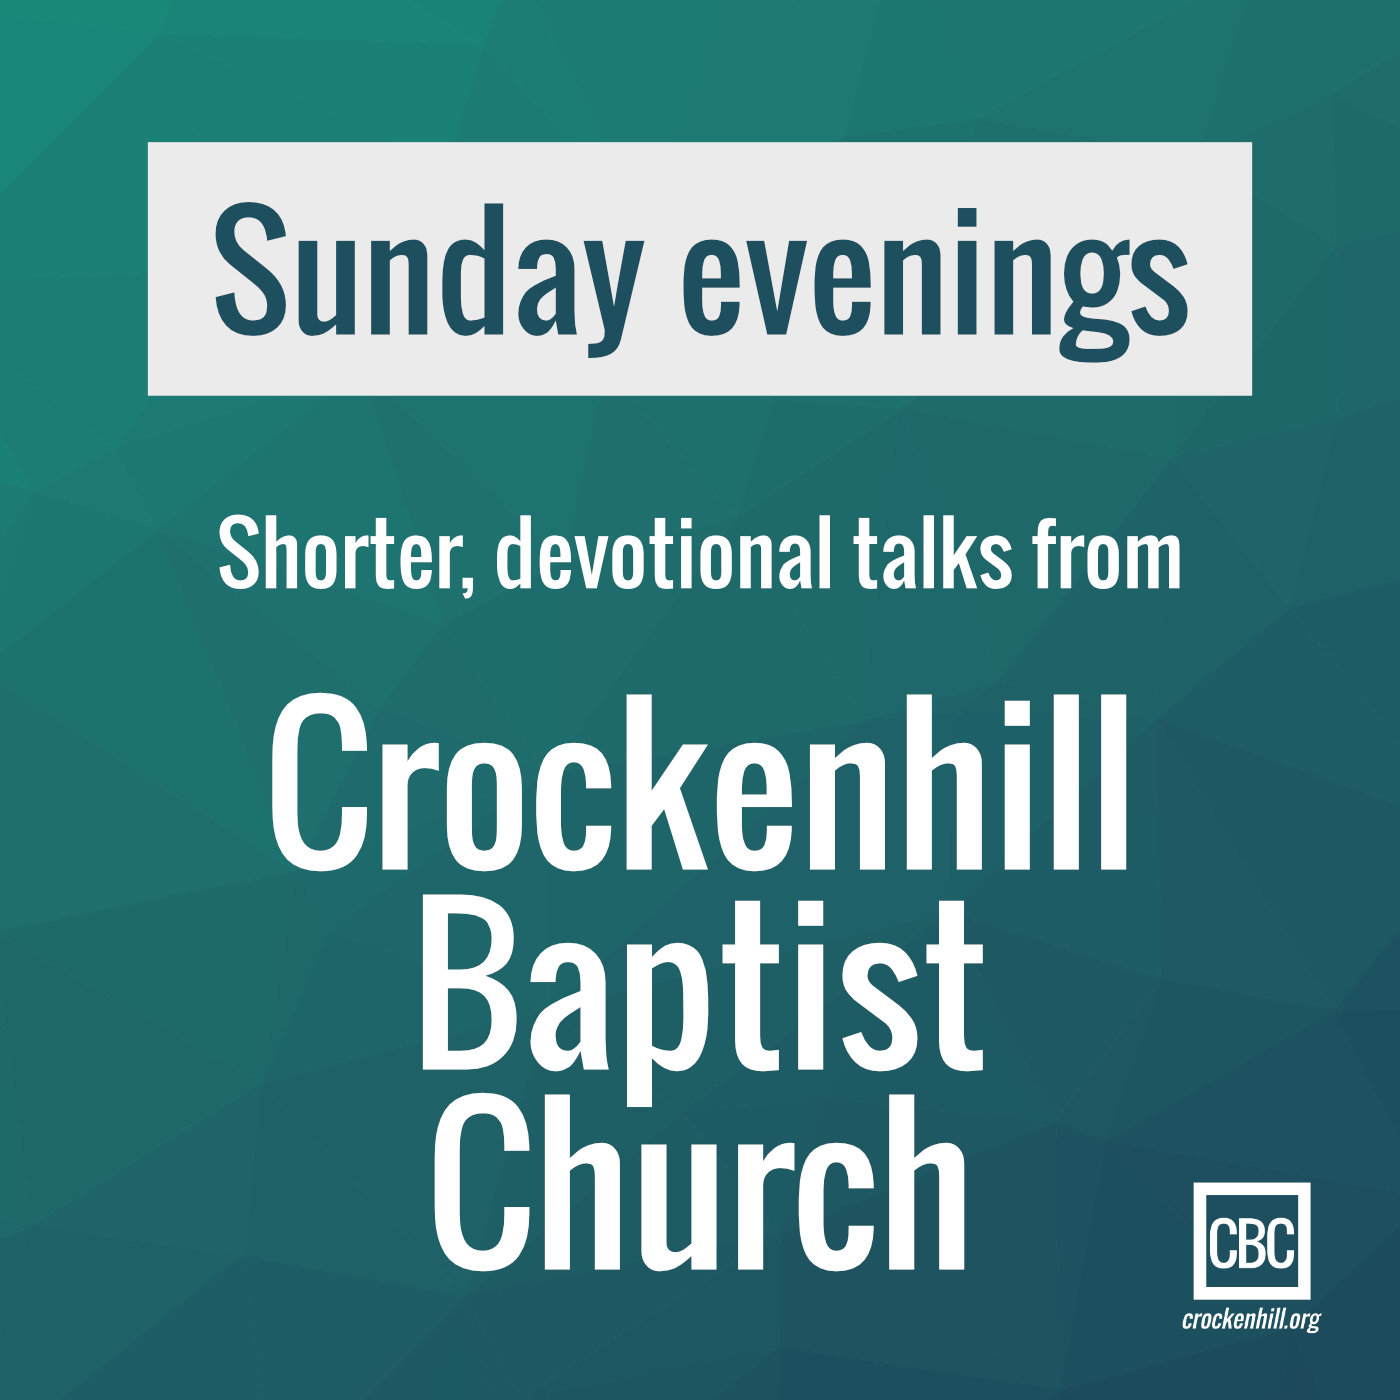 Sunday evenings
Shorter, devotional talks from
Crockenhill
Baptist
Church
CBC
crockenhill.org